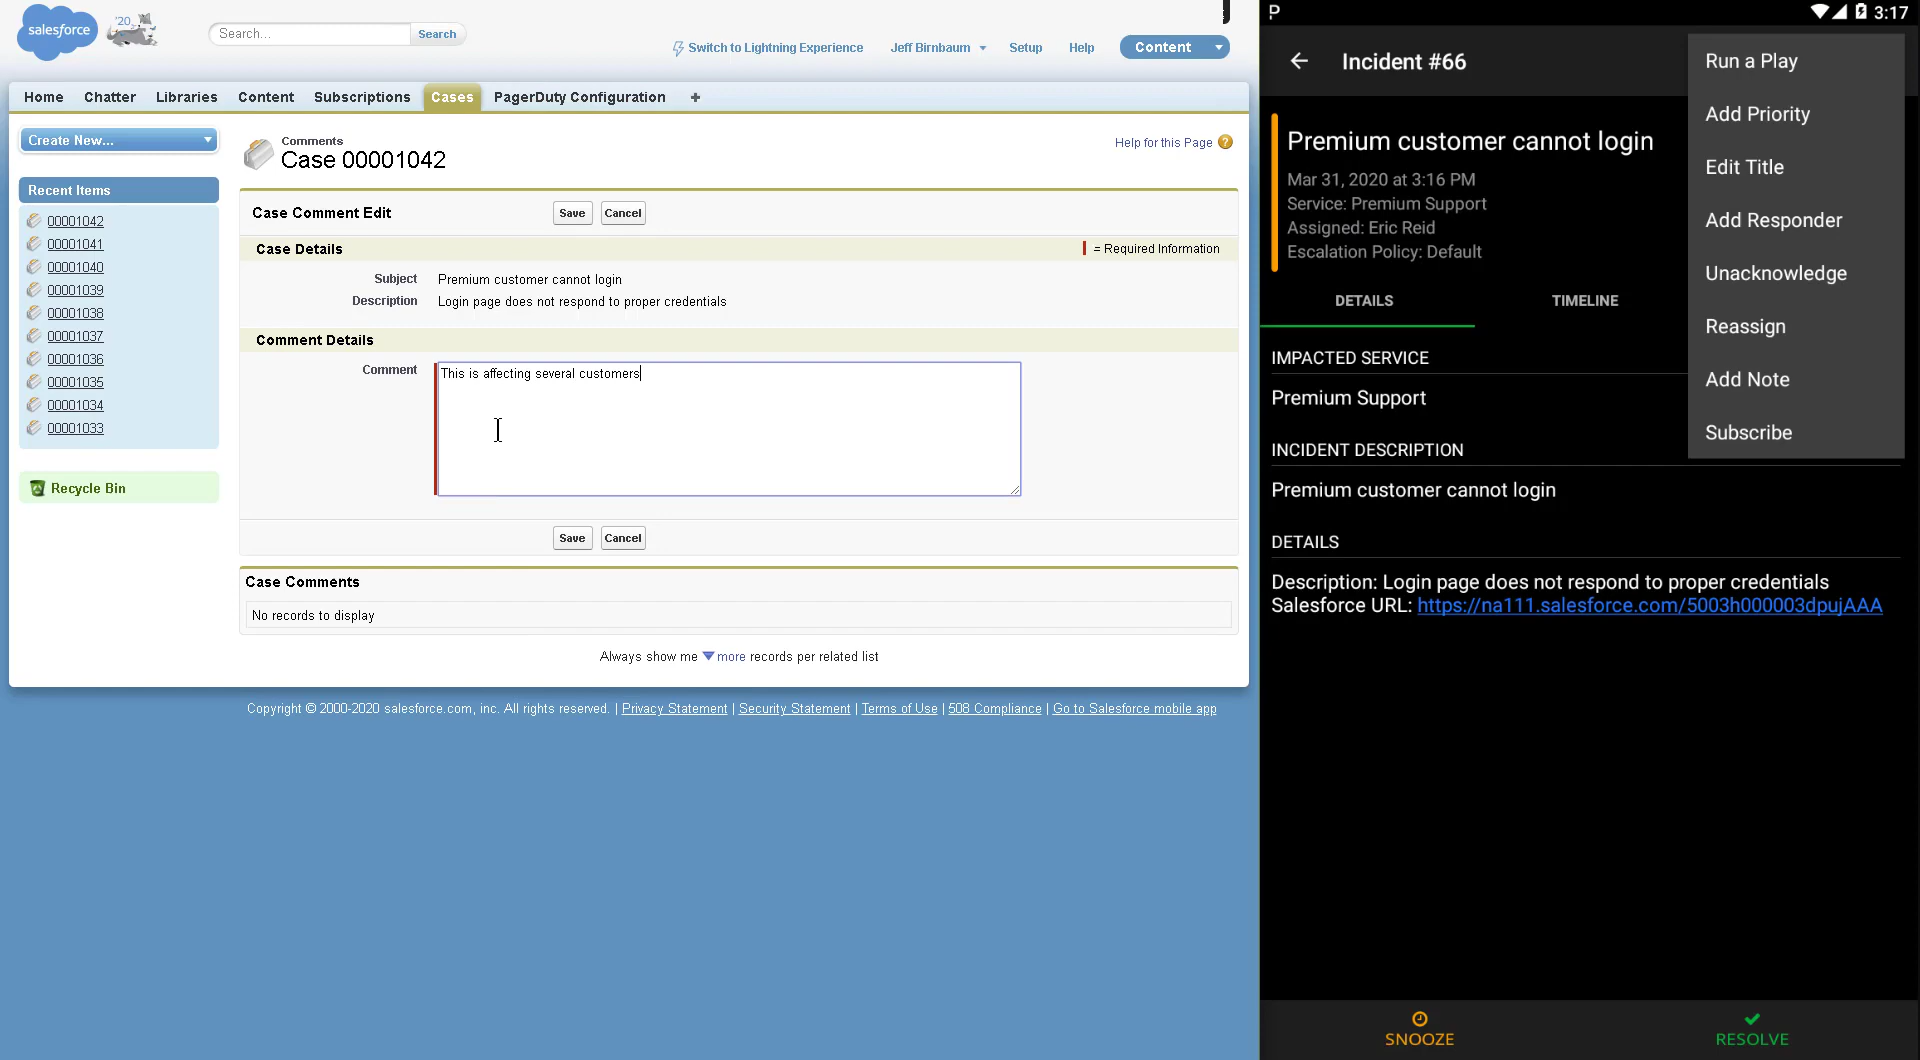 salesforce
'20
Search...
Search
Switch to Lightning Experience
Jeff Birnbaum
Setup
Help
Content
Home
Chatter
Libraries
Content
Subscriptions
Cases
PagerDuty Configuration
+
Create New...
Recent Items
00001042
00001041
00001040
00001039
00001038
00001037
00001036
00001035
00001034
00001033
Recycle Bin
Comments
Case 00001042
Help for this Page ?
Case Comment Edit
Save
Cancel
Case Details
= Required Information
Subject
Premium customer cannot login
Description
Login page does not respond to proper credentials
Comment Details
Comment
This is affecting several customers
Save
Cancel
Case Comments
No records to display
Always show me more records per related list
Copyright © 2000-2020 salesforce.com, inc. All rights reserved. | Privacy Statement | Security Statement | Terms of Use | 508 Compliance | Go to Salesforce mobile app
P
3:17
Incident #66
Premium customer cannot login
Mar 31, 2020 at 3:16 PM
Service: Premium Support
Assigned: Eric Reid
Escalation Policy: Default
DETAILS
TIMELINE
Run a Play
Add Priority
Edit Title
Add Responder
Unacknowledge
Reassign
Add Note
Subscribe
IMPACTED SERVICE
Premium Support
INCIDENT DESCRIPTION
Premium customer cannot login
DETAILS
Description: Login page does not respond to proper credentials
Salesforce URL: https://na111.salesforce.com/5003h000003dpujAAA
SNOOZE
RESOLVE